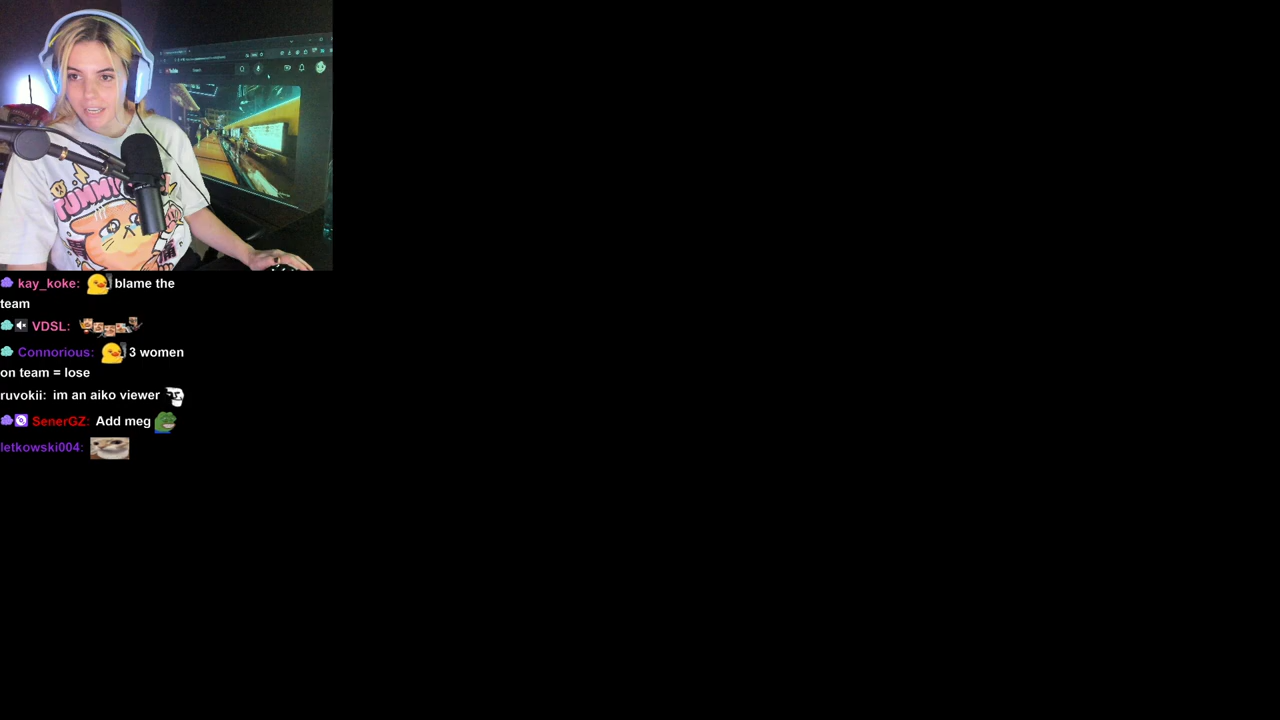 TUMMY
kay_koke: blame the
team
VDSL:
Connorious: 3 women
on team = lose
ruvokii: im an aiko viewer
SenerGZ: Add meg
letkowski004: